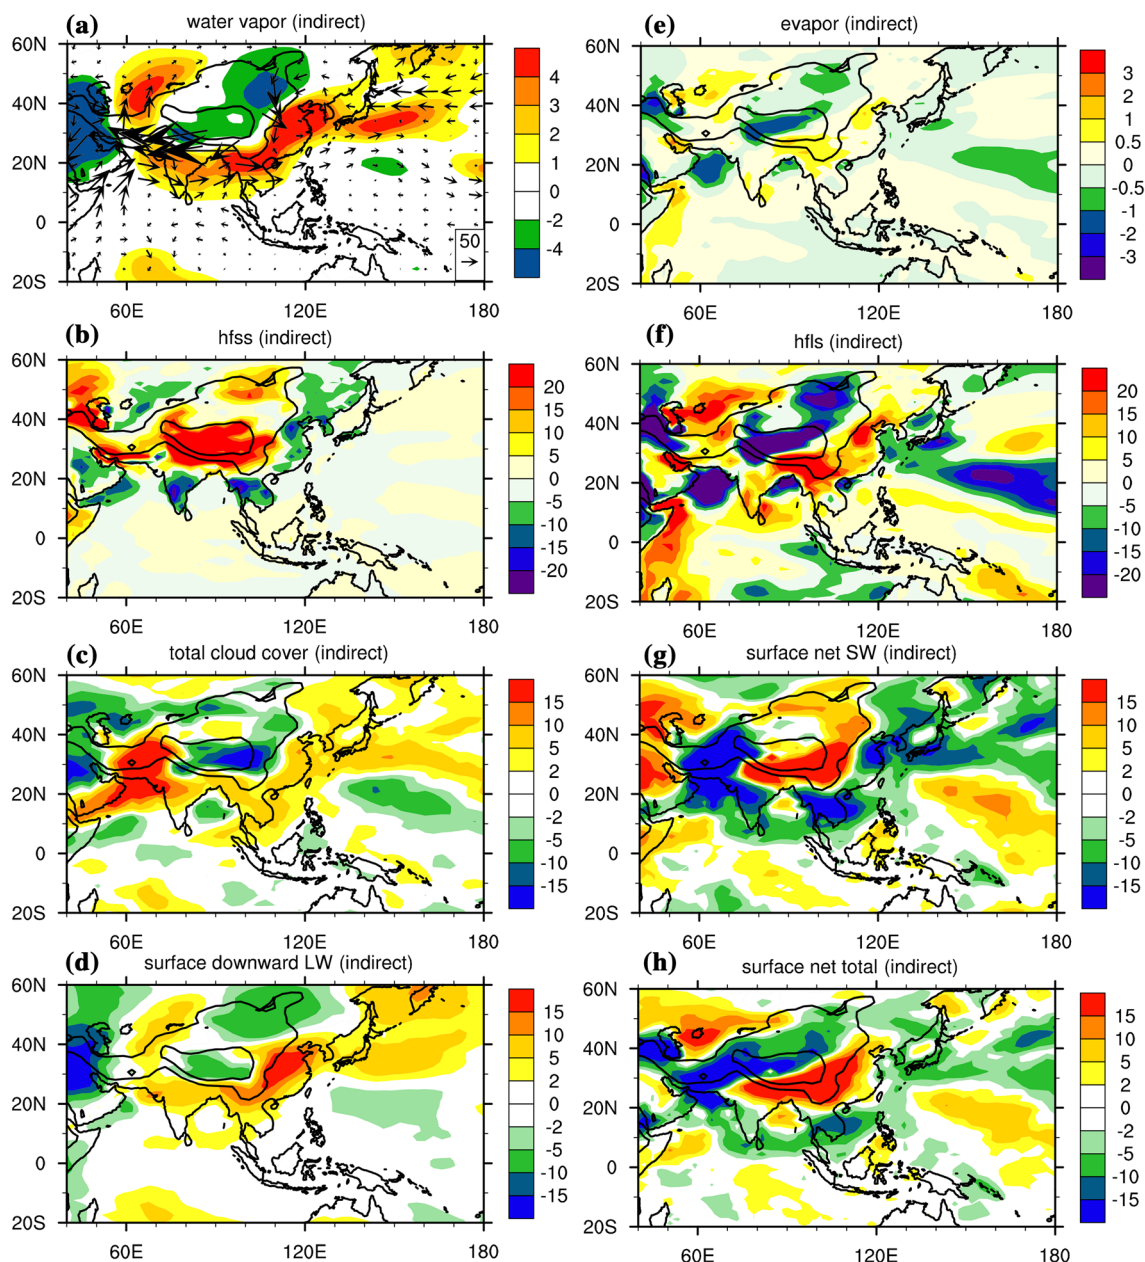 (a) water vapor (indirect)
60N
40N
20N
0
20S
60E 120E 180
50
4
3
2
1
0
-2
-4
(e) evapor (indirect)
60N
40N
20N
0
20S
60E 120E 180
3
2
1
0.5
0
-0.5
-1
-2
-3
(b) hfss (indirect)
60N
40N
20N
0
20S
60E 120E 180
20
15
10
5
0
-5
-10
-15
-20
(f) hfls (indirect)
60N
40N
20N
0
20S
60E 120E 180
20
15
10
5
0
-5
-10
-15
-20
(c) total cloud cover (indirect)
60N
40N
20N
0
20S
60E 120E 180
15
10
5
2
0
-2
-5
-10
-15
(g) surface net SW (indirect)
60N
40N
20N
0
20S
60E 120E 180
15
10
5
2
0
-2
-5
-10
-15
(d) surface downward LW (indirect)
60N
40N
20N
0
20S
60E 120E 180
15
10
5
2
0
-2
-5
-10
-15
(h) surface net total (indirect)
60N
40N
20N
0
20S
60E 120E 180
15
10
5
2
0
-2
-5
-10
-15